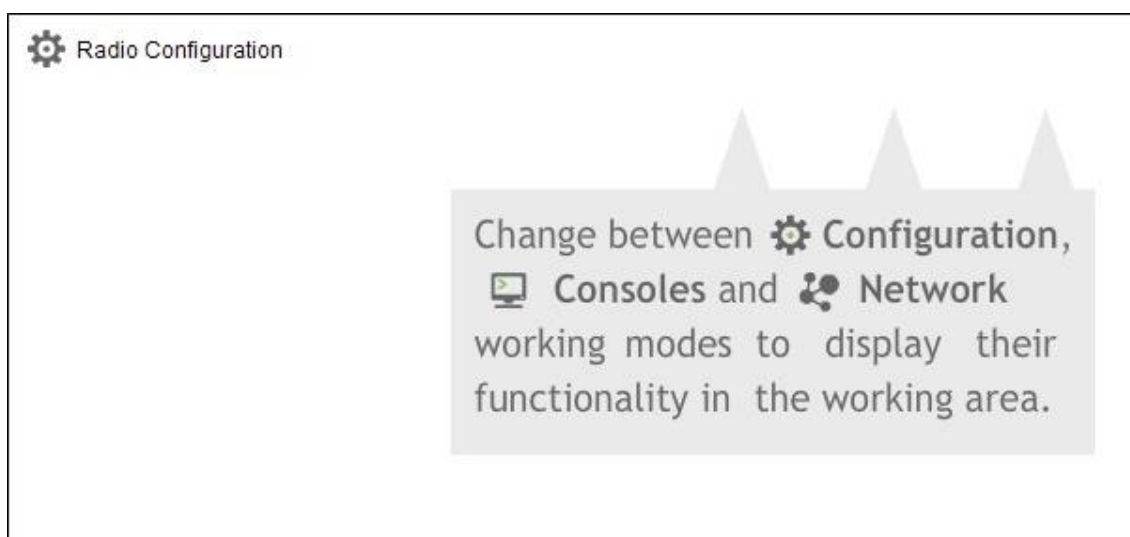 Radio Configuration
Change between Configuration,
Consoles and Network
working modes to display their
functionality in the working area.